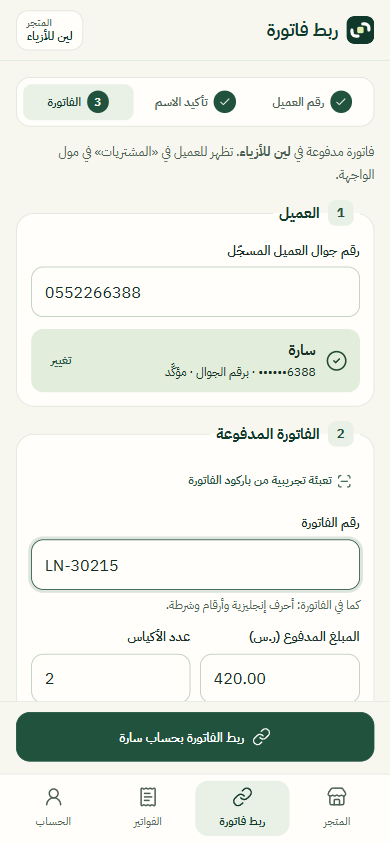 ربط فاتورة
المتجر
لين للأزياء
رقم العميل
تأكيد الاسم
3 الفاتورة
فاتورة مدفوعة في لين للأزياء. تظهر للعميل في «المشتريات» في مول
الواجهة.
1 العميل
رقم جوال العميل المسجّل
0552266388
سارة
••••••6388 · برقم الجوال · مؤكَّد
تغيير
2 الفاتورة المدفوعة
تعبئة تجريبية من باركود الفاتورة
رقم الفاتورة
LN-30215
كما في الفاتورة: أحرف إنجليزية وأرقام وشرطة.
المبلغ المدفوع (ر.س)
عدد الأكياس
420.00
2
ربط الفاتورة بحساب سارة
المتجر
ربط فاتورة
الفواتير
الحساب